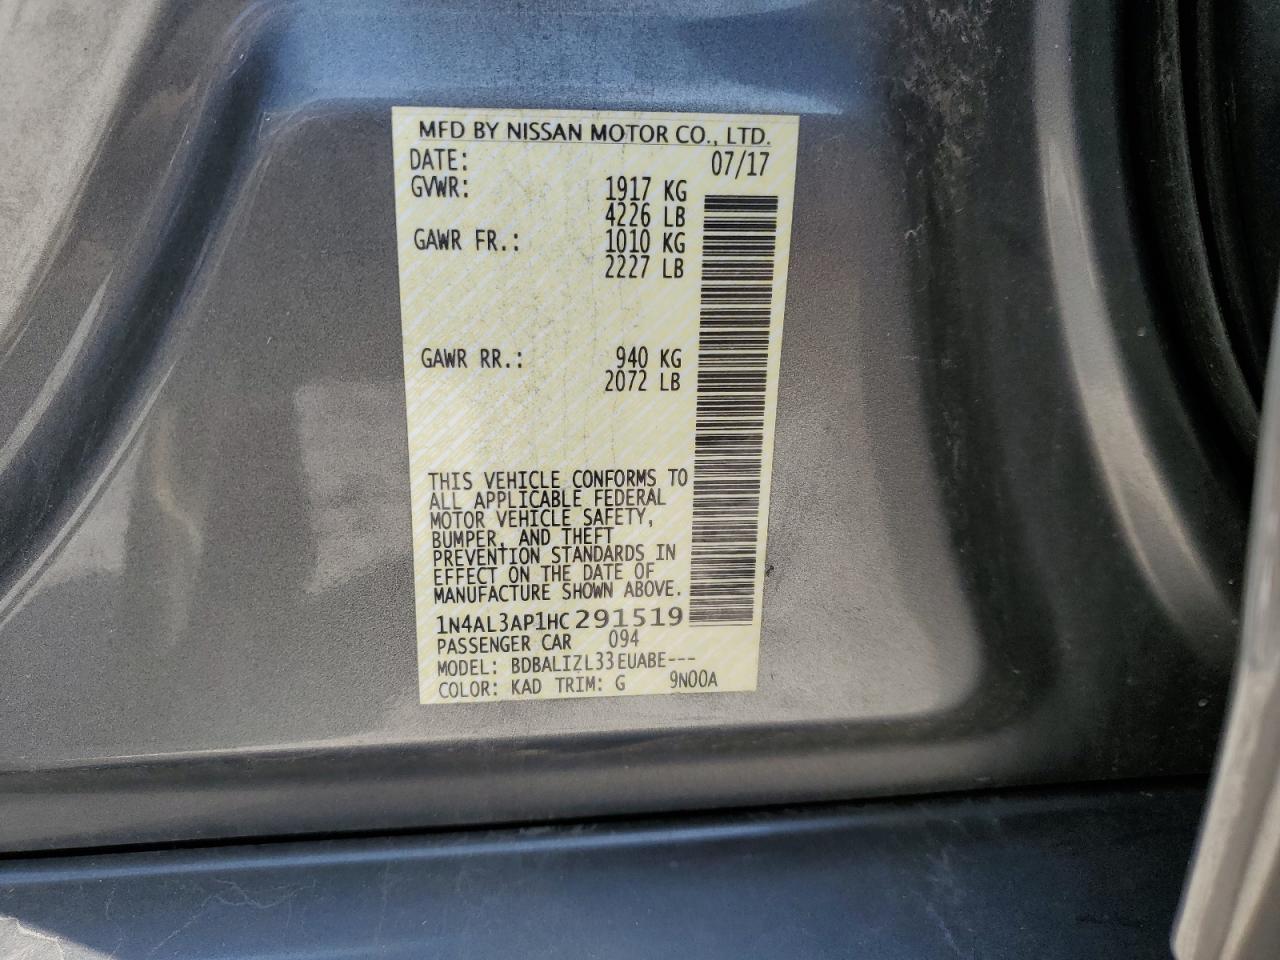 MFD BY NISSAN MOTOR CO., LTD.
DATE: 07/17
GVWR: 1917 KG
4226 LB
GAWR FR.: 1010 KG
2227 LB
GAWR RR.: 940 KG
2072 LB
THIS VEHICLE CONFORMS TO
ALL APPLICABLE FEDERAL
MOTOR VEHICLE SAFETY,
BUMPER, AND THEFT
PREVENTION STANDARDS IN
EFFECT ON THE DATE OF
MANUFACTURE SHOWN ABOVE.
1N4AL3AP1HC291519
PASSENGER CAR 094
MODEL: BDBALIZL33EUABE---
COLOR: KAD TRIM: G 9N00A